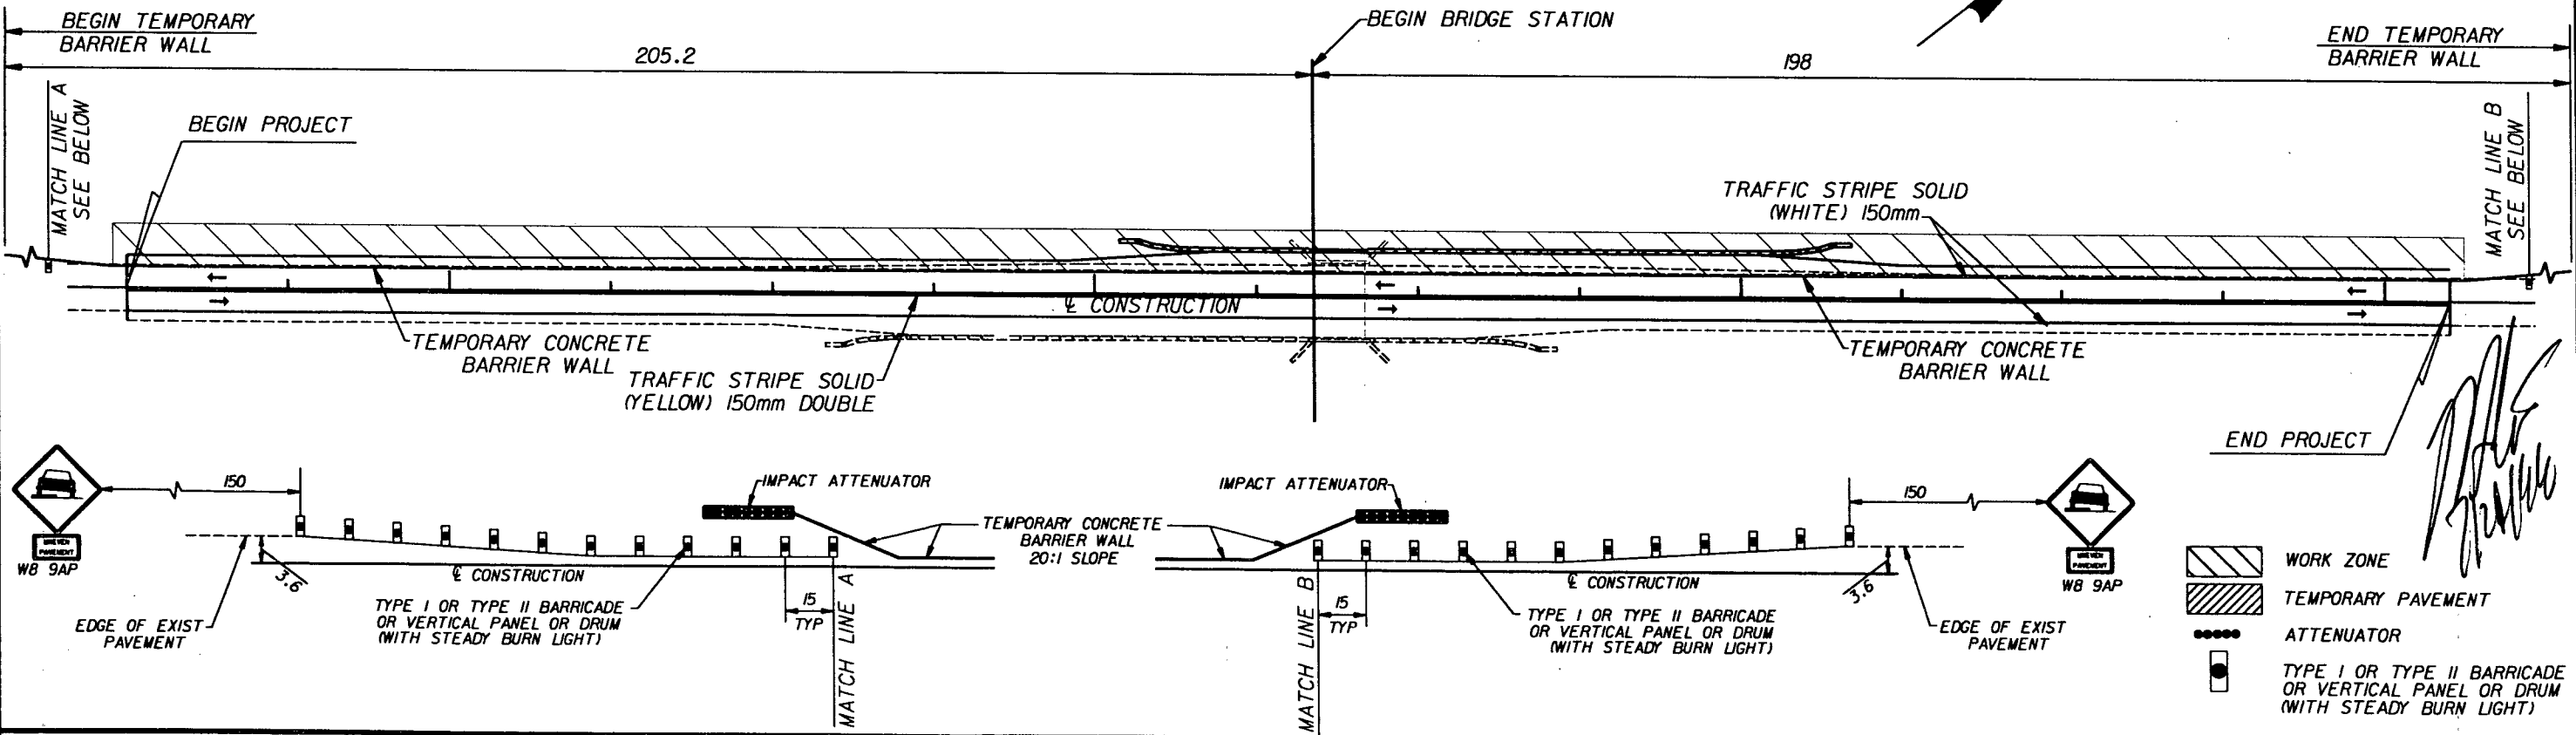 BEGIN TEMPORARY
BARRIER WALL
205.2
BEGIN BRIDGE STATION
198
END TEMPORARY
BARRIER WALL
MATCH LINE A
SEE BELOW
BEGIN PROJECT
TRAFFIC STRIPE SOLID
(WHITE) 150mm
MATCH LINE B
SEE BELOW
℄ CONSTRUCTION
TEMPORARY CONCRETE
BARRIER WALL
TRAFFIC STRIPE SOLID
(YELLOW) 150mm DOUBLE
TEMPORARY CONCRETE
BARRIER WALL
END PROJECT
150
IMPACT ATTENUATOR
TEMPORARY CONCRETE
BARRIER WALL
20:1 SLOPE
IMPACT ATTENUATOR
150
UNEVEN
PAVEMENT
W8 9AP
3.6
℄ CONSTRUCTION
EDGE OF EXIST
PAVEMENT
TYPE I OR TYPE II BARRICADE
OR VERTICAL PANEL OR DRUM
(WITH STEADY BURN LIGHT)
15
TYP
MATCH LINE A
MATCH LINE B
15
TYP
℄ CONSTRUCTION
TYPE I OR TYPE II BARRICADE
OR VERTICAL PANEL OR DRUM
(WITH STEADY BURN LIGHT)
3.6
EDGE OF EXIST
PAVEMENT
UNEVEN
PAVEMENT
W8 9AP
WORK ZONE
TEMPORARY PAVEMENT
ATTENUATOR
TYPE I OR TYPE II BARRICADE
OR VERTICAL PANEL OR DRUM
(WITH STEADY BURN LIGHT)